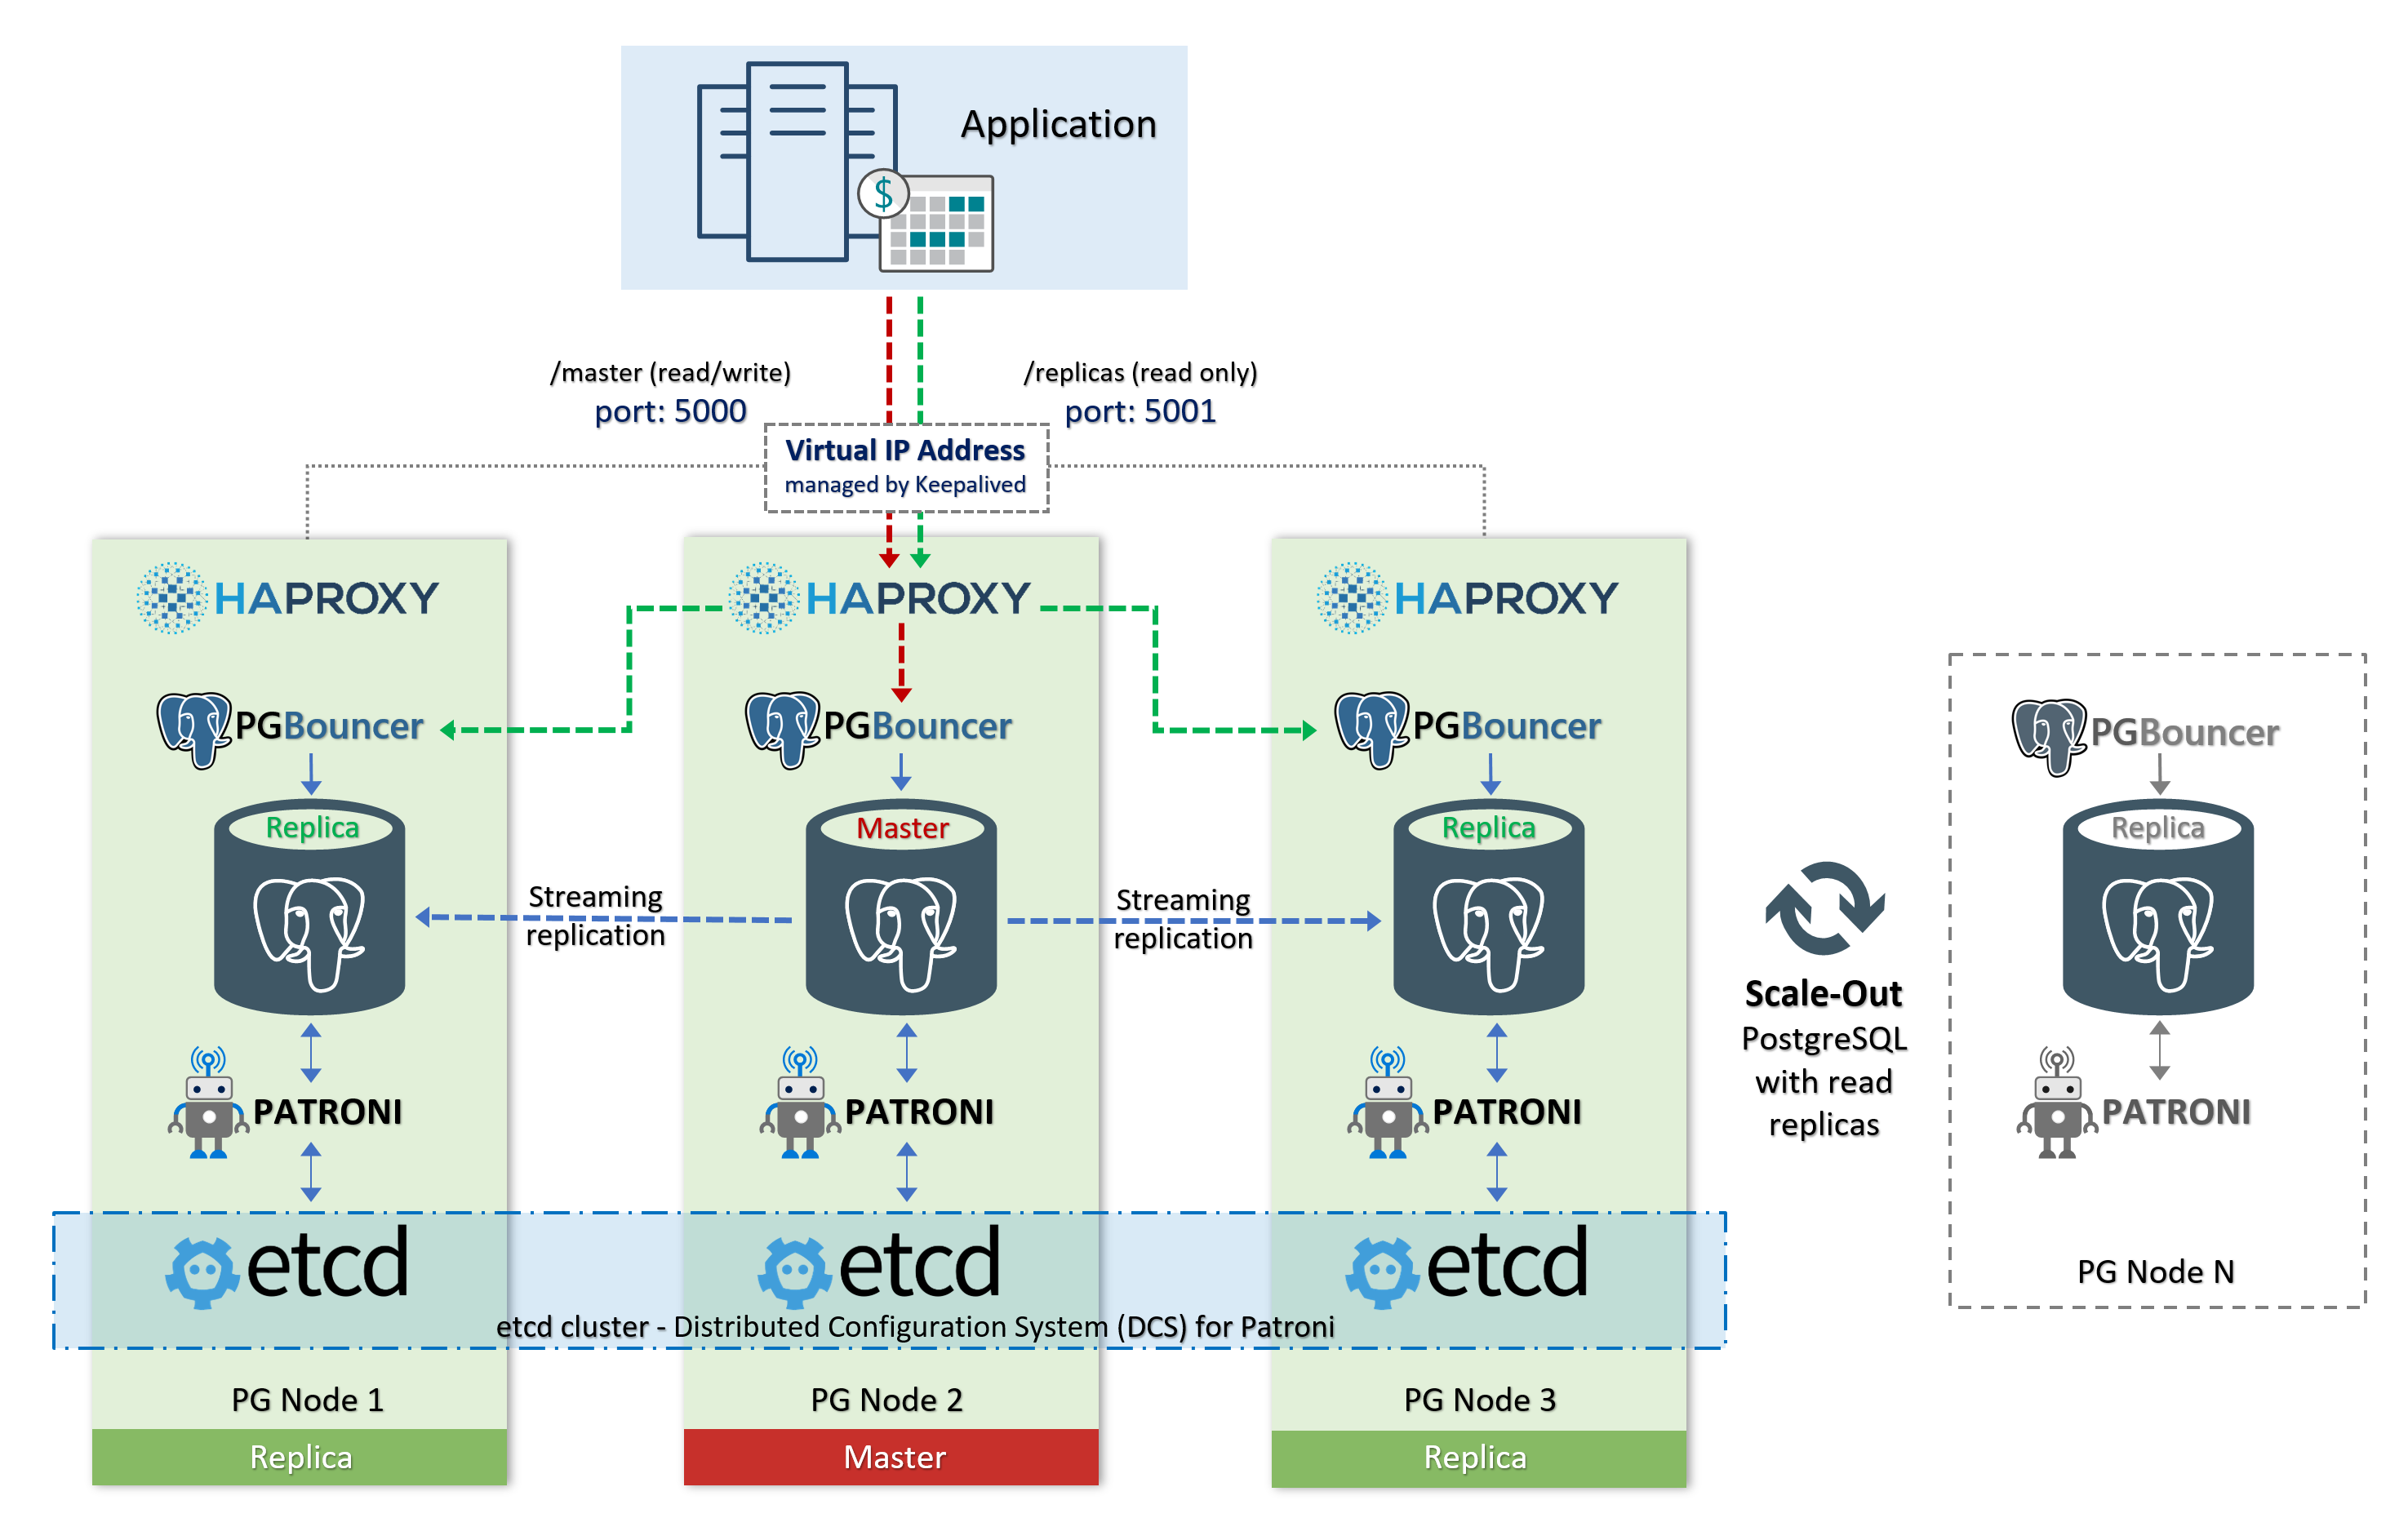 Application
$
/master (read/write)
port: 5000
/replicas (read only)
port: 5001
Virtual IP Address
managed by Keepalived
HAPROXY
HAPROXY
HAPROXY
PGBouncer
PGBouncer
PGBouncer
PGBouncer
Replica
Master
Replica
Replica
Streaming
replication
Streaming
replication
Scale-Out
PostgreSQL
with read
replicas
PATRONI
PATRONI
PATRONI
PATRONI
etcd
etcd
etcd
etcd cluster - Distributed Configuration System (DCS) for Patroni
PG Node N
PG Node 1
PG Node 2
PG Node 3
Replica
Master
Replica